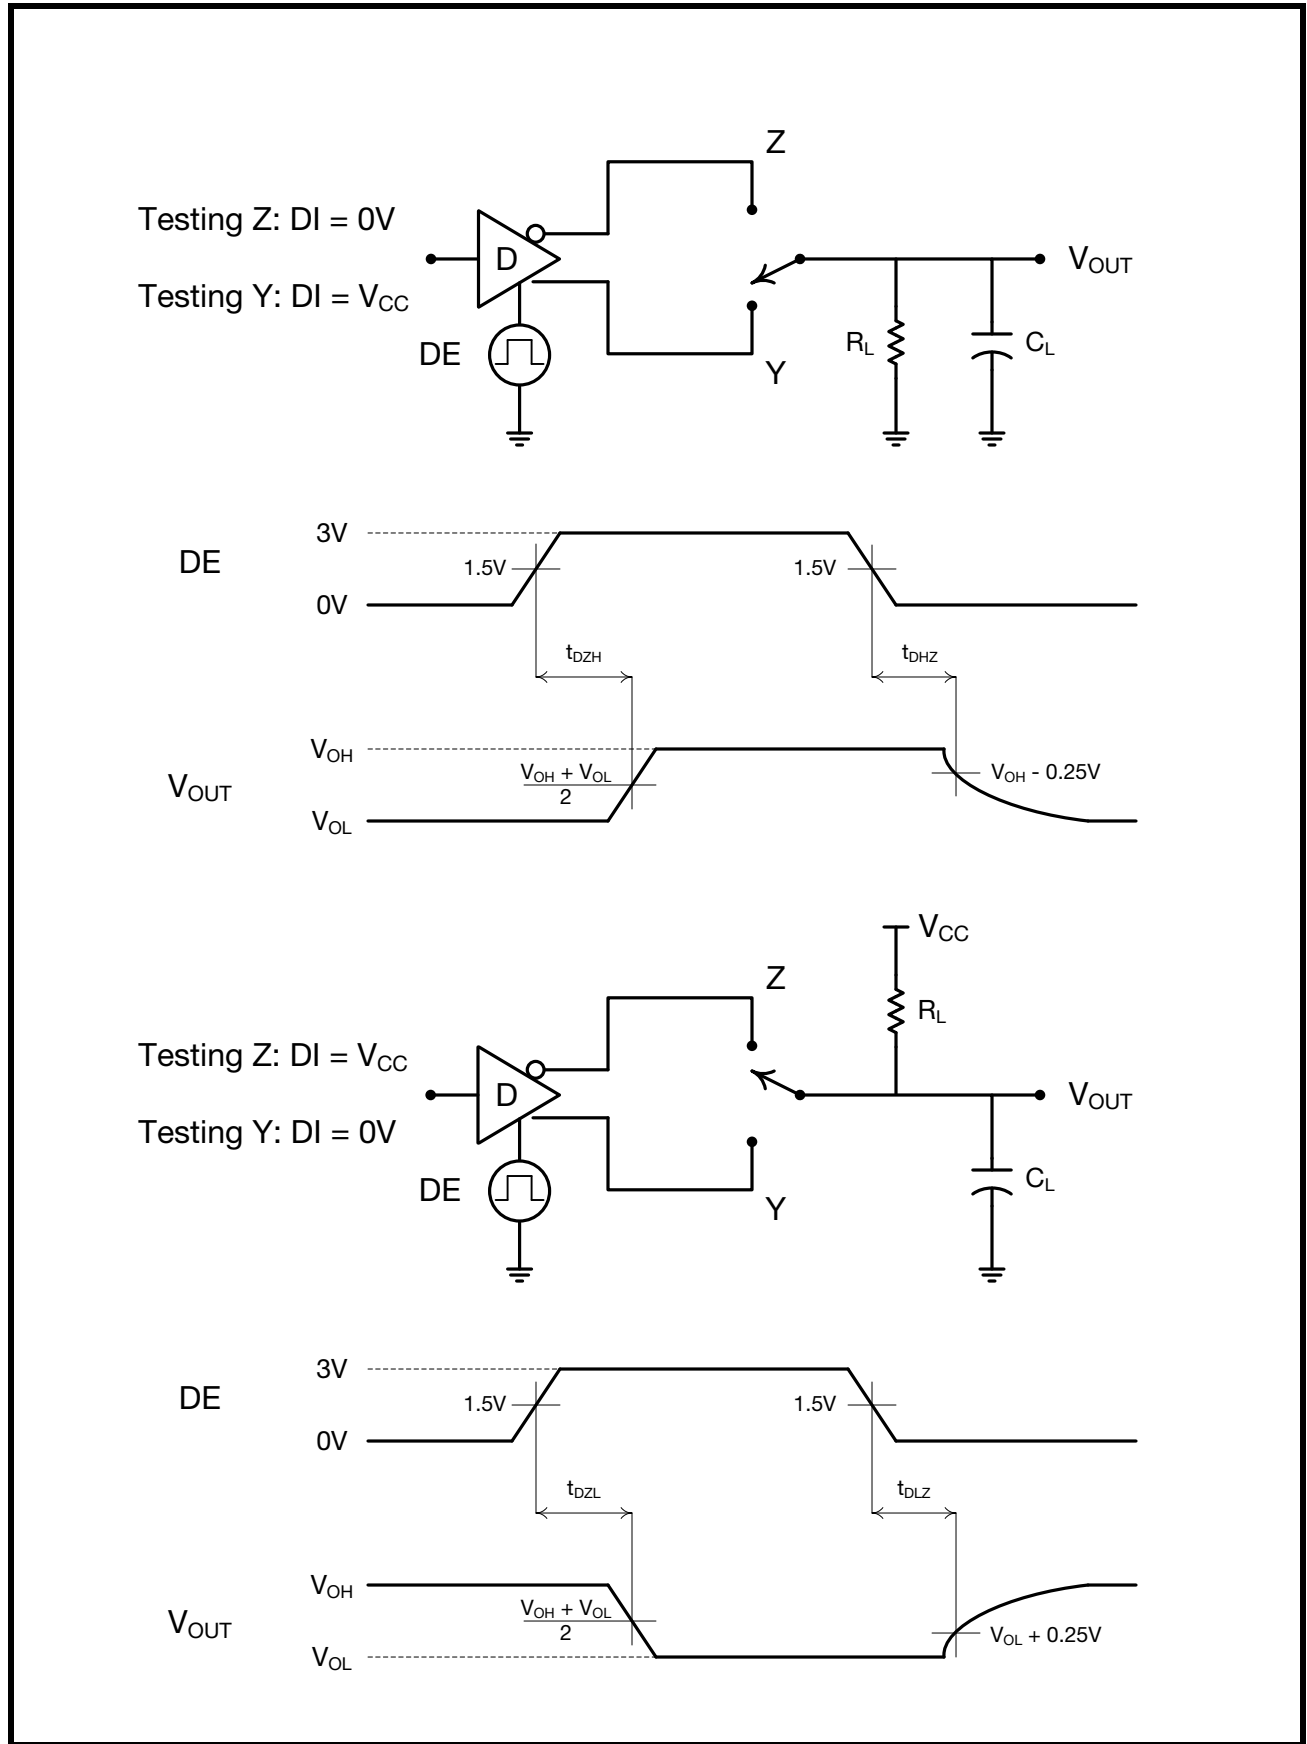 Z
Testing Z: DI = 0V
D
V_OUT
Testing Y: DI = V_CC
DE
R_L
C_L
Y
3V
DE
1.5V
1.5V
0V
t_DZH
t_DHZ
V_OH
V_OUT
V_OH + V_OL
2
V_OH - 0.25V
V_OL
V_CC
Z
R_L
Testing Z: DI = V_CC
D
V_OUT
Testing Y: DI = 0V
DE
C_L
Y
3V
DE
1.5V
1.5V
0V
t_DZL
t_DLZ
V_OH
V_OUT
V_OH + V_OL
2
V_OL + 0.25V
V_OL